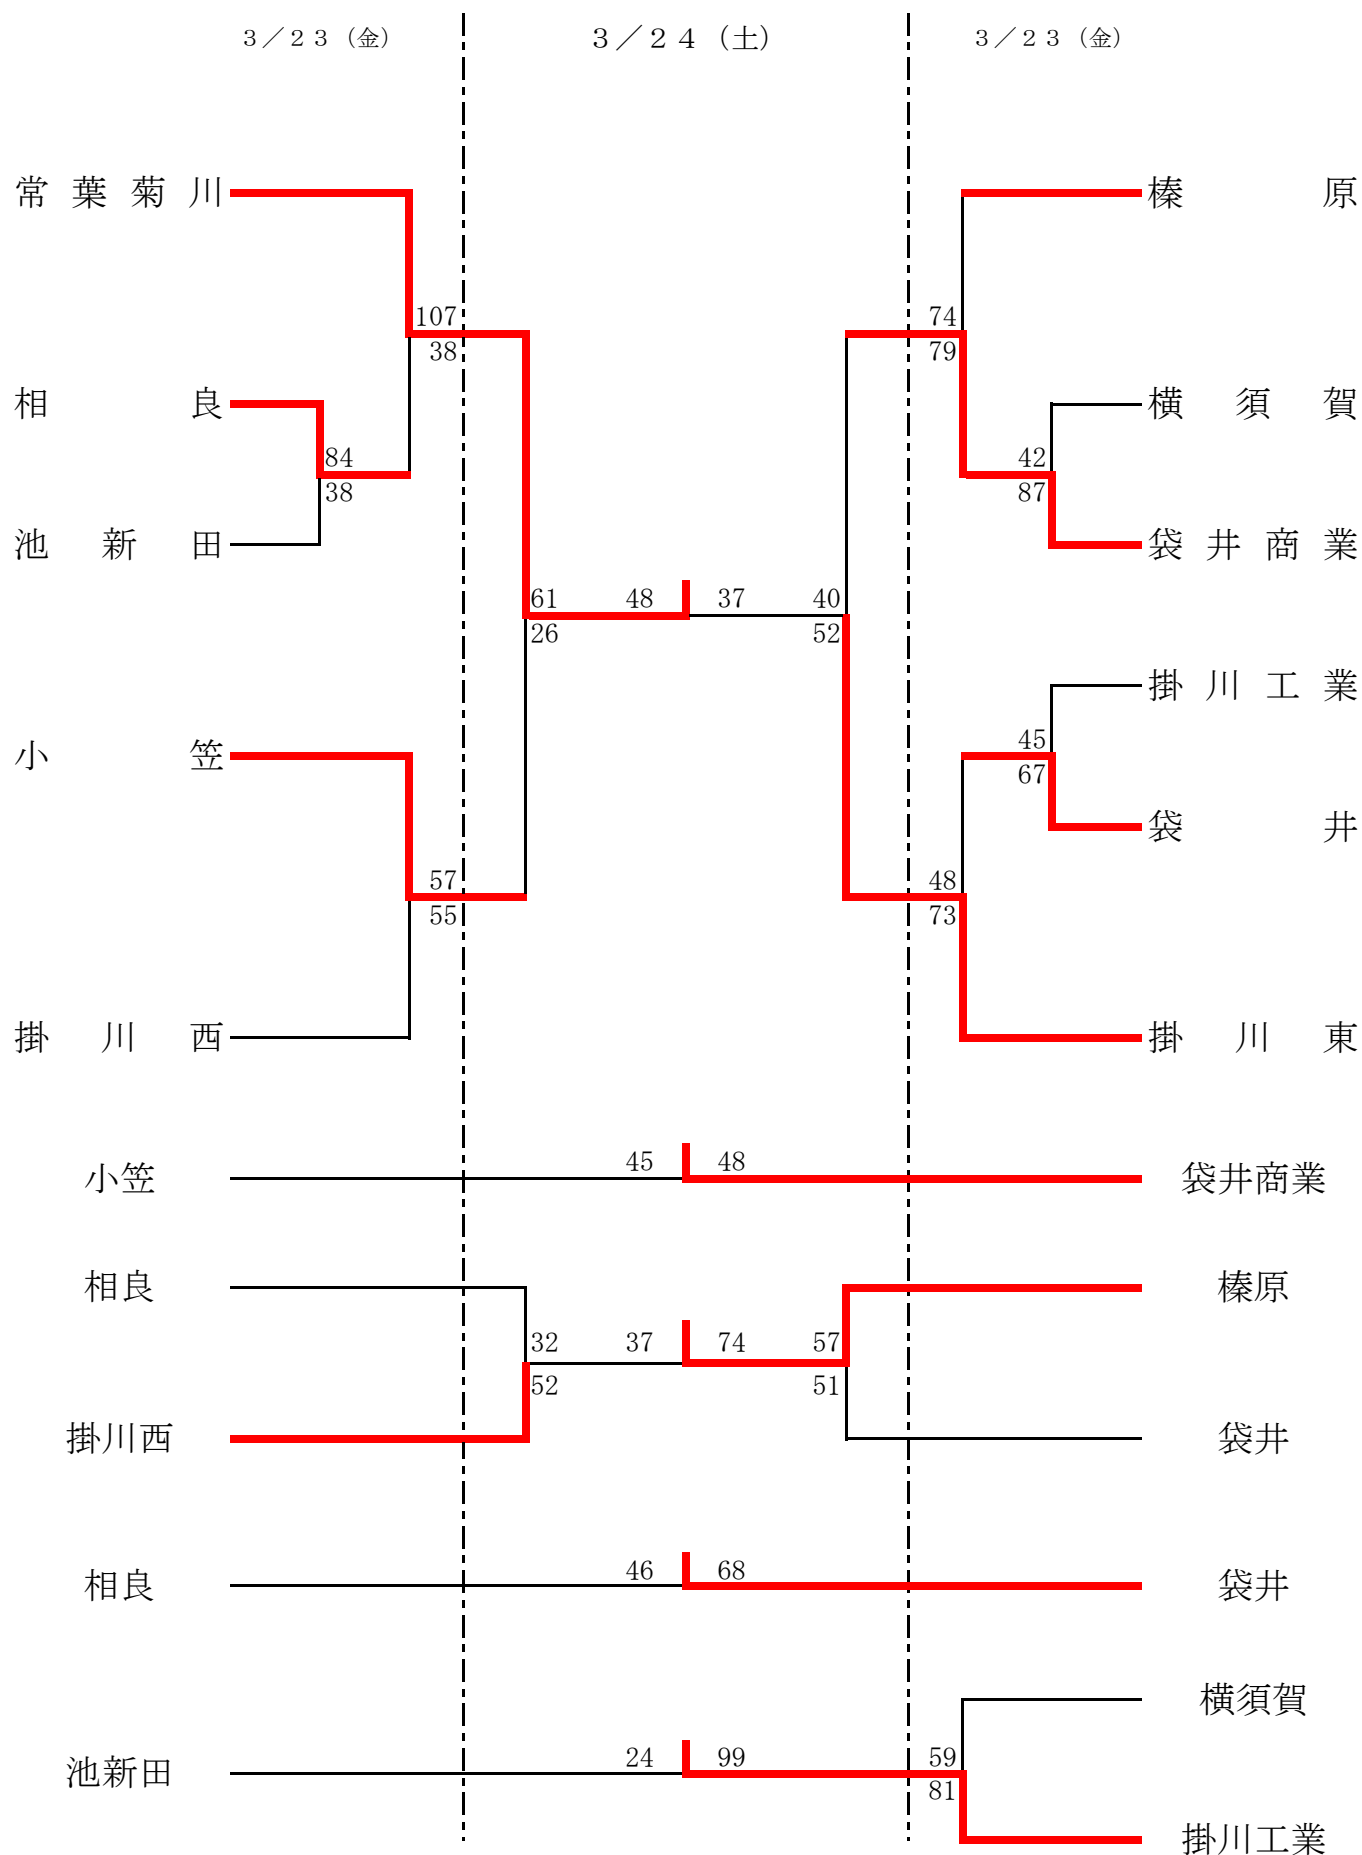 ３／２３（金） ３／２４（土） ３／２３（金）
常葉菊川 榛原
107 74
38 79
相良 横須賀
84 42
38 87
池新田 袋井商業
61 48 37 40
26 52
掛川工業
小笠 45
67
袋井
57 48
55 73
掛川西 掛川東
小笠 45 48 袋井商業
相良 榛原
32 37 74 57
52 51
掛川西 袋井
相良 46 68 袋井
横須賀
池新田 24 99 59
81
掛川工業